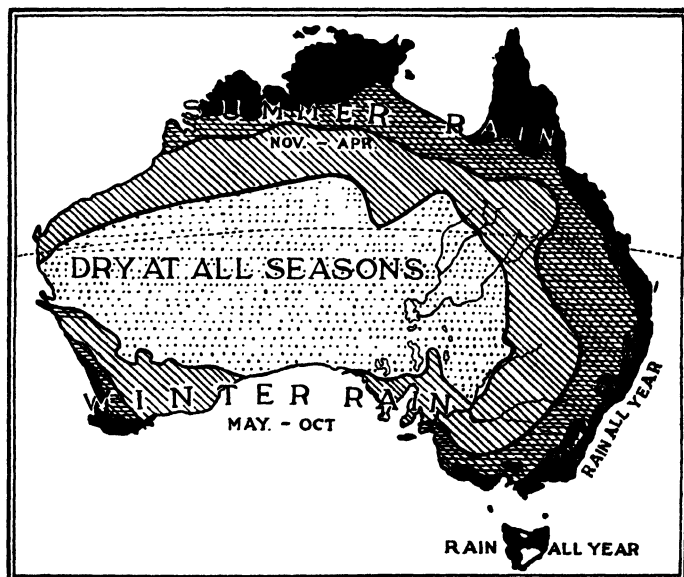 SUMMER RAIN
NOV. - APR.
DRY AT ALL SEASONS
WINTER RAIN
MAY. - OCT
RAIN ALL YEAR
RAIN ALL YEAR